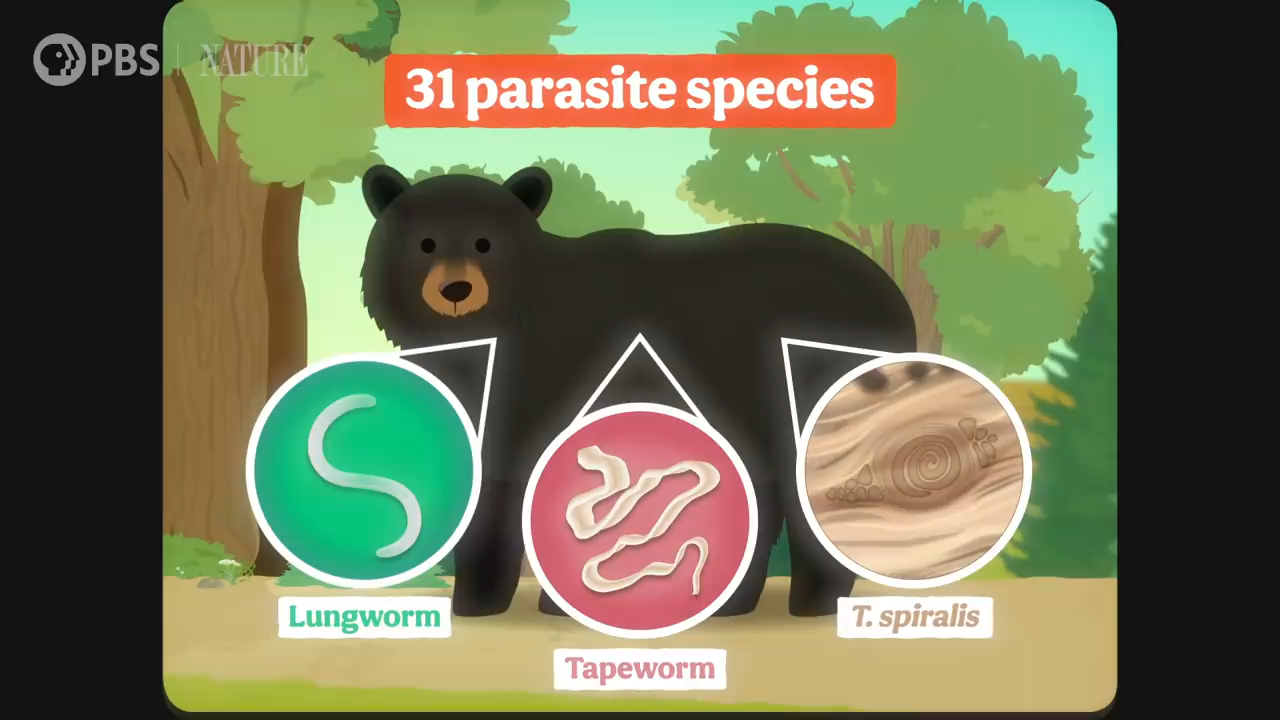 PBS | NATURE
31 parasite species
Lungworm
Tapeworm
T. spiralis